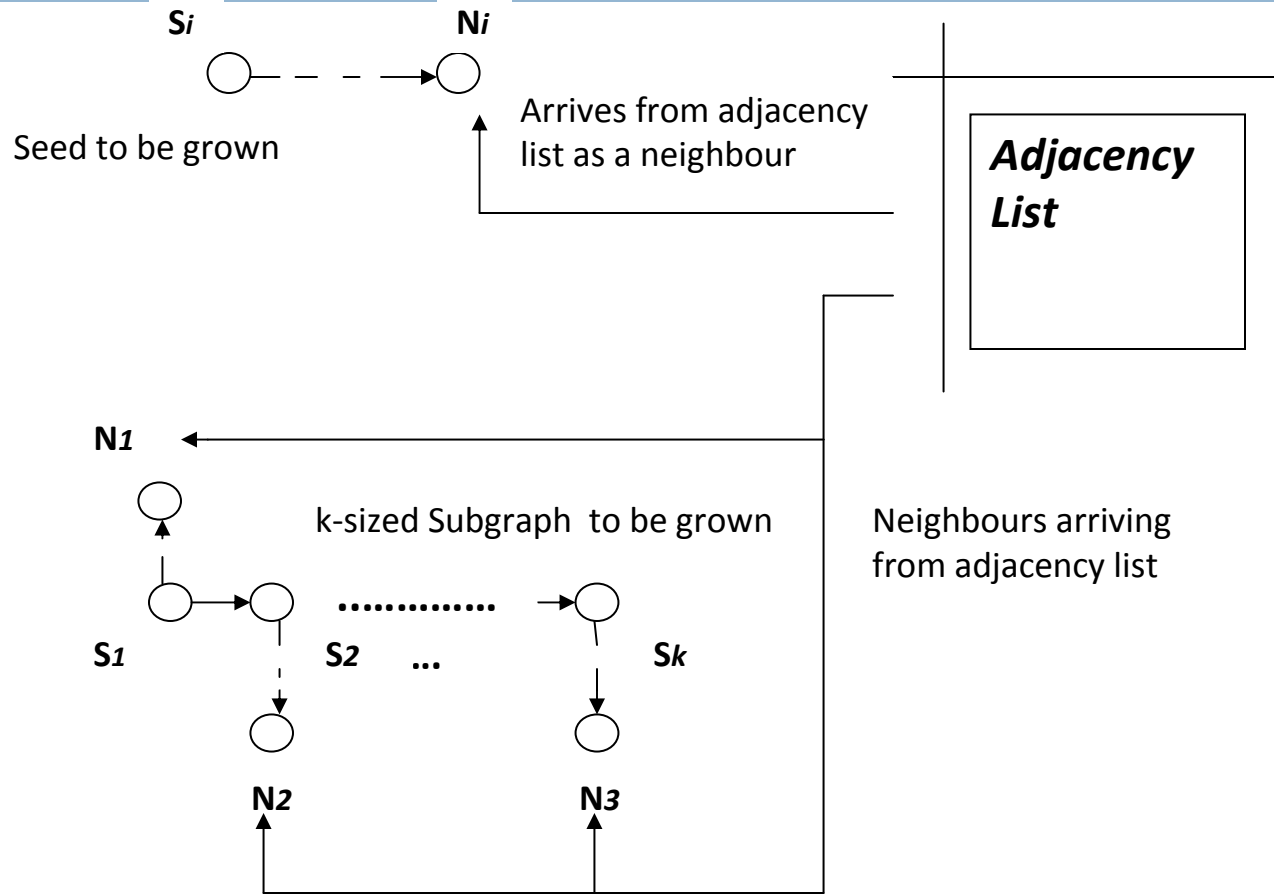 Si
Ni
Seed to be grown
Arrives from adjacency
list as a neighbour
Adjacency
List
N1
k-sized Subgraph to be grown
Neighbours arriving
from adjacency list
..............
S1
S2
...
Sk
N2
N3